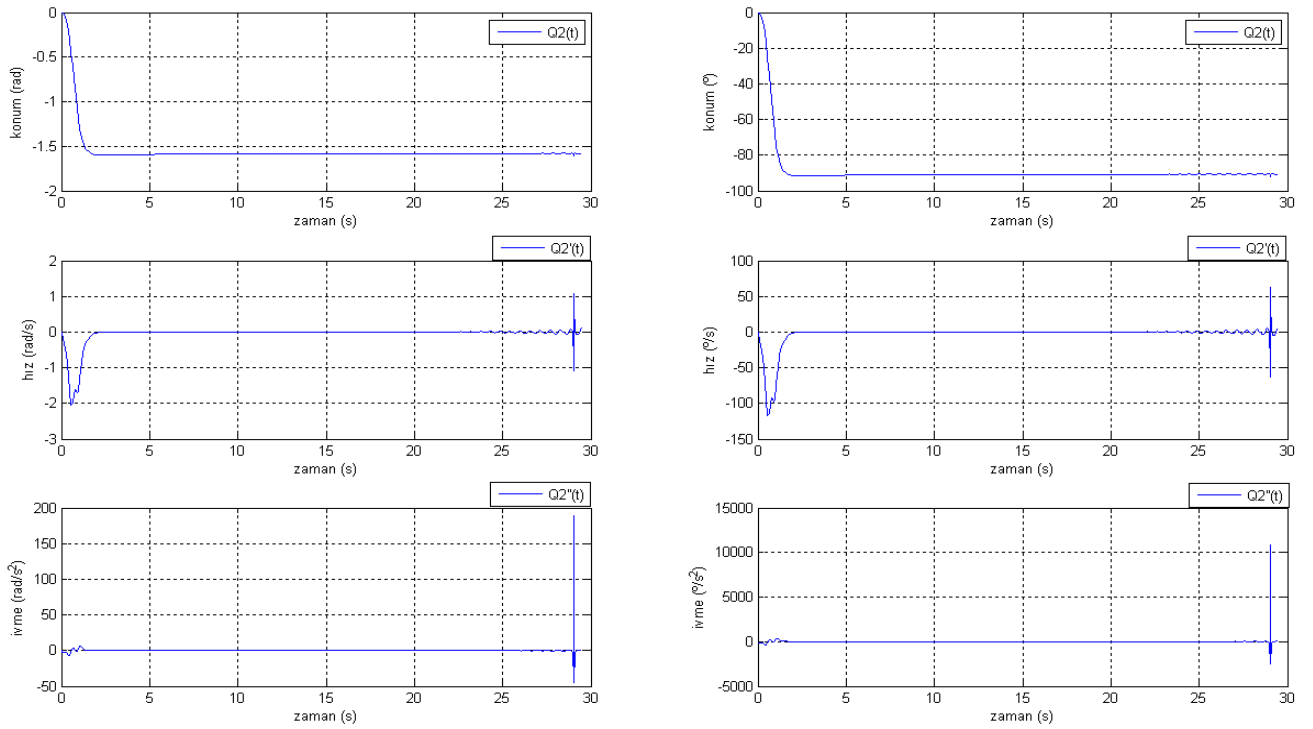 Q2(t)
konum (rad)
0
-0.5
-1
-1.5
-2
0 5 10 15 20 25 30
zaman (s)
Q2(t)
konum (º)
0
-20
-40
-60
-80
-100
0 5 10 15 20 25 30
zaman (s)
Q2'(t)
hız (rad/s)
2
1
0
-1
-2
-3
0 5 10 15 20 25 30
zaman (s)
Q2'(t)
hız (º/s)
100
50
0
-50
-100
-150
0 5 10 15 20 25 30
zaman (s)
Q2''(t)
ivme (rad/s²)
200
150
100
50
0
-50
0 5 10 15 20 25 30
zaman (s)
Q2''(t)
ivme (º/s²)
15000
10000
5000
0
-5000
0 5 10 15 20 25 30
zaman (s)